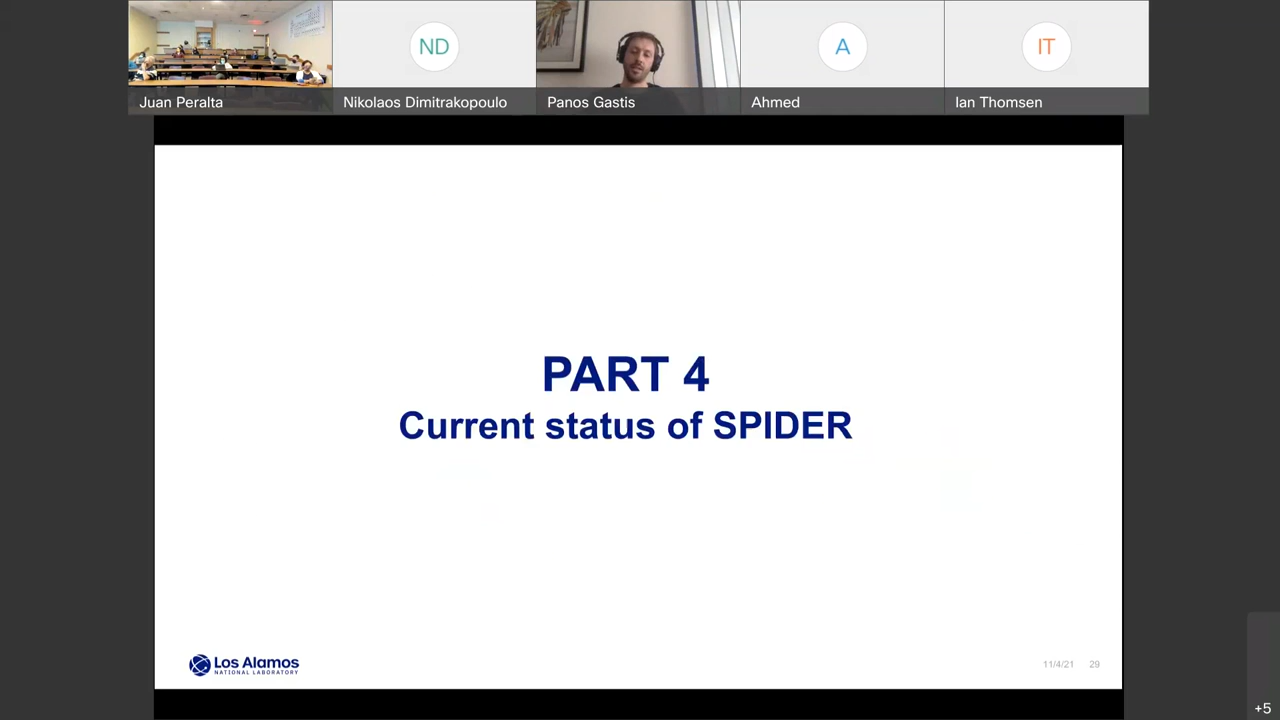 ND
A
IT
Juan Peralta
Nikolaos Dimitrakopoulo
Panos Gastis
Ahmed
Ian Thomsen
PART 4
Current status of SPIDER
Los Alamos
NATIONAL LABORATORY
11/4/21
29
+5